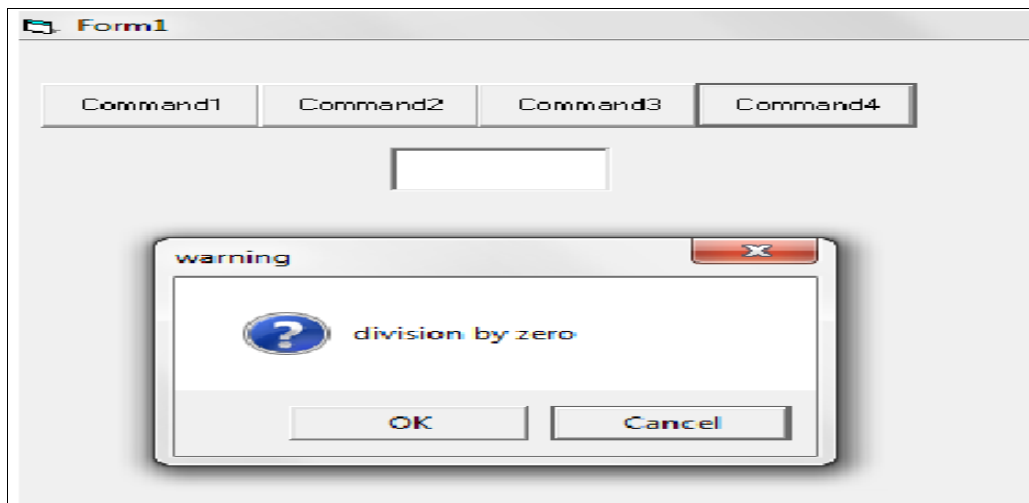 Form1
Command1 Command2 Command3 Command4
warning
division by zero
OK Cancel